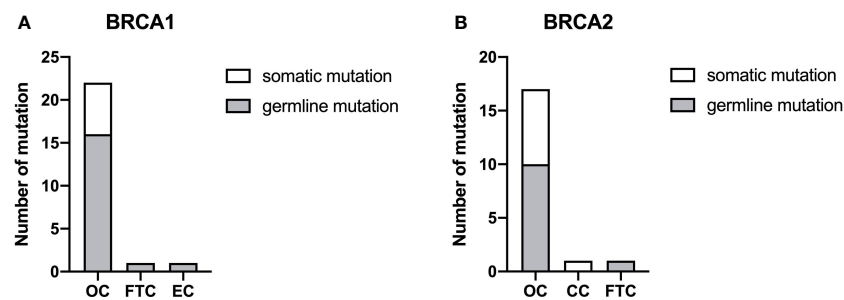 A
BRCA1
Number of mutation
25
20
15
10
5
0
OC FTC EC
somatic mutation
germline mutation
B
BRCA2
Number of mutation
20
15
10
5
0
OC CC FTC
somatic mutation
germline mutation